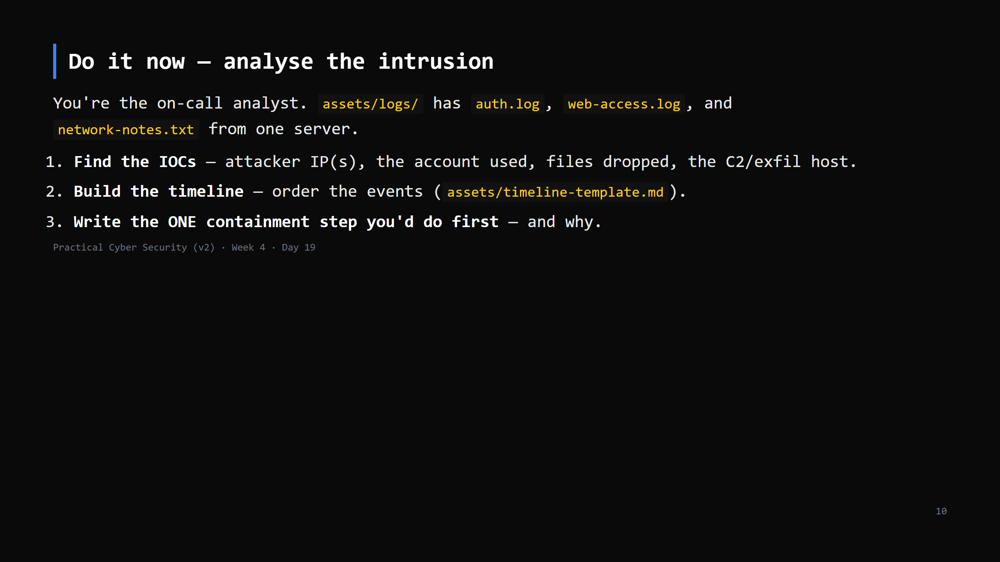 Do it now — analyse the intrusion
You're the on-call analyst. assets/logs/ has auth.log, web-access.log, and
network-notes.txt from one server.
1. Find the IOCs — attacker IP(s), the account used, files dropped, the C2/exfil host.
2. Build the timeline — order the events (assets/timeline-template.md).
3. Write the ONE containment step you'd do first — and why.
Practical Cyber Security (v2) · Week 4 · Day 19
10